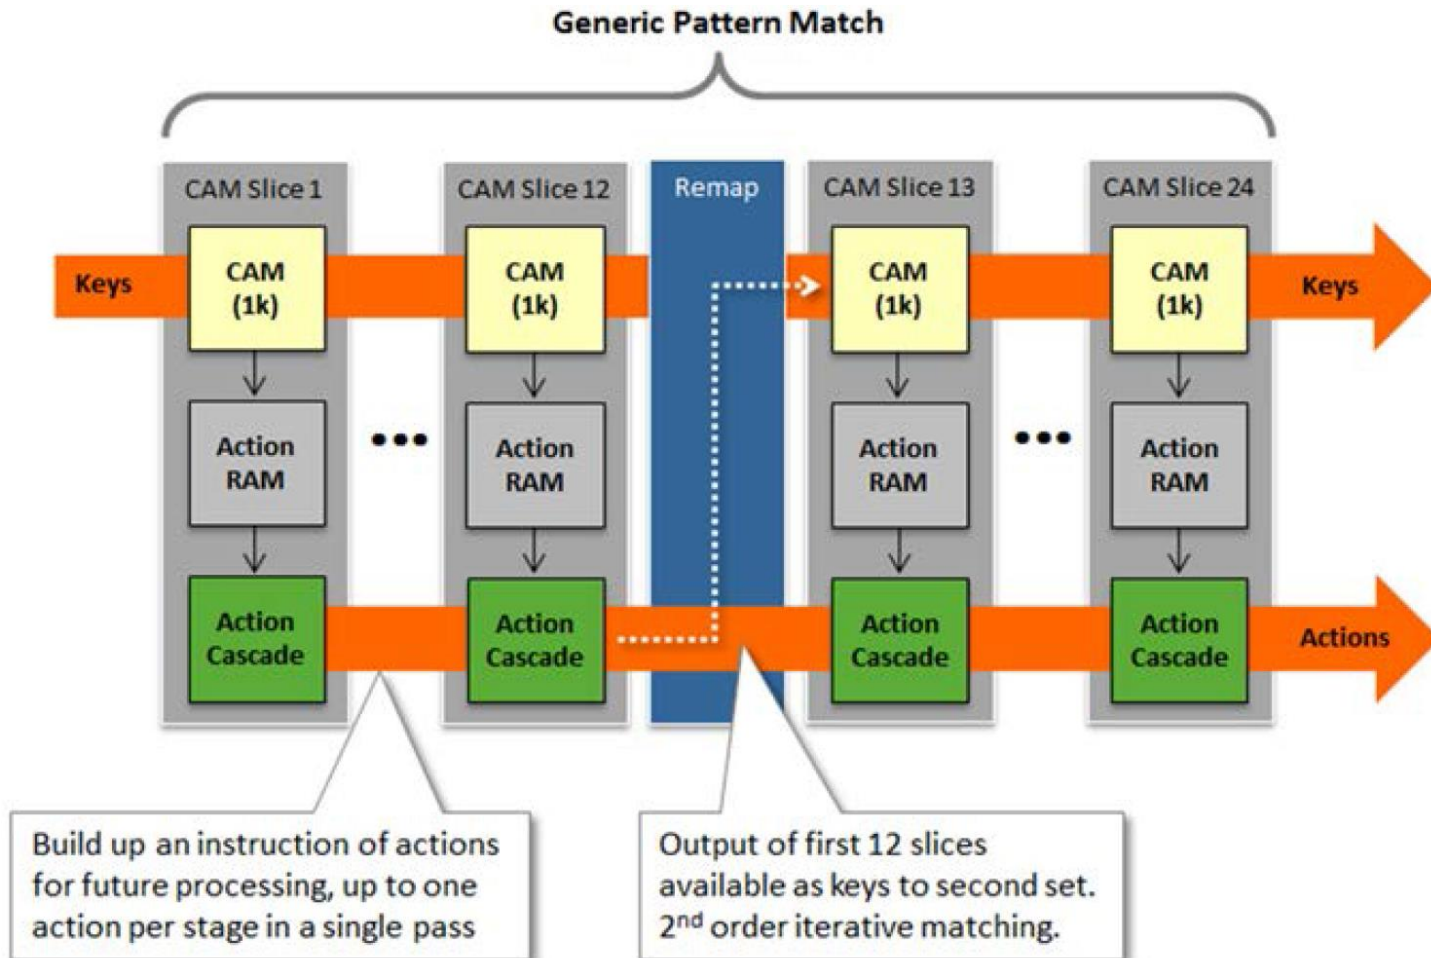 Generic Pattern Match
CAM Slice 1
CAM Slice 12
Remap
CAM Slice 13
CAM Slice 24
Keys
CAM
(1k)
CAM
(1k)
CAM
(1k)
CAM
(1k)
Keys
Action
RAM
•••
Action
RAM
Action
RAM
•••
Action
RAM
Action
Cascade
Action
Cascade
Action
Cascade
Action
Cascade
Actions
Build up an instruction of actions
for future processing, up to one
action per stage in a single pass
Output of first 12 slices
available as keys to second set.
2nd order iterative matching.